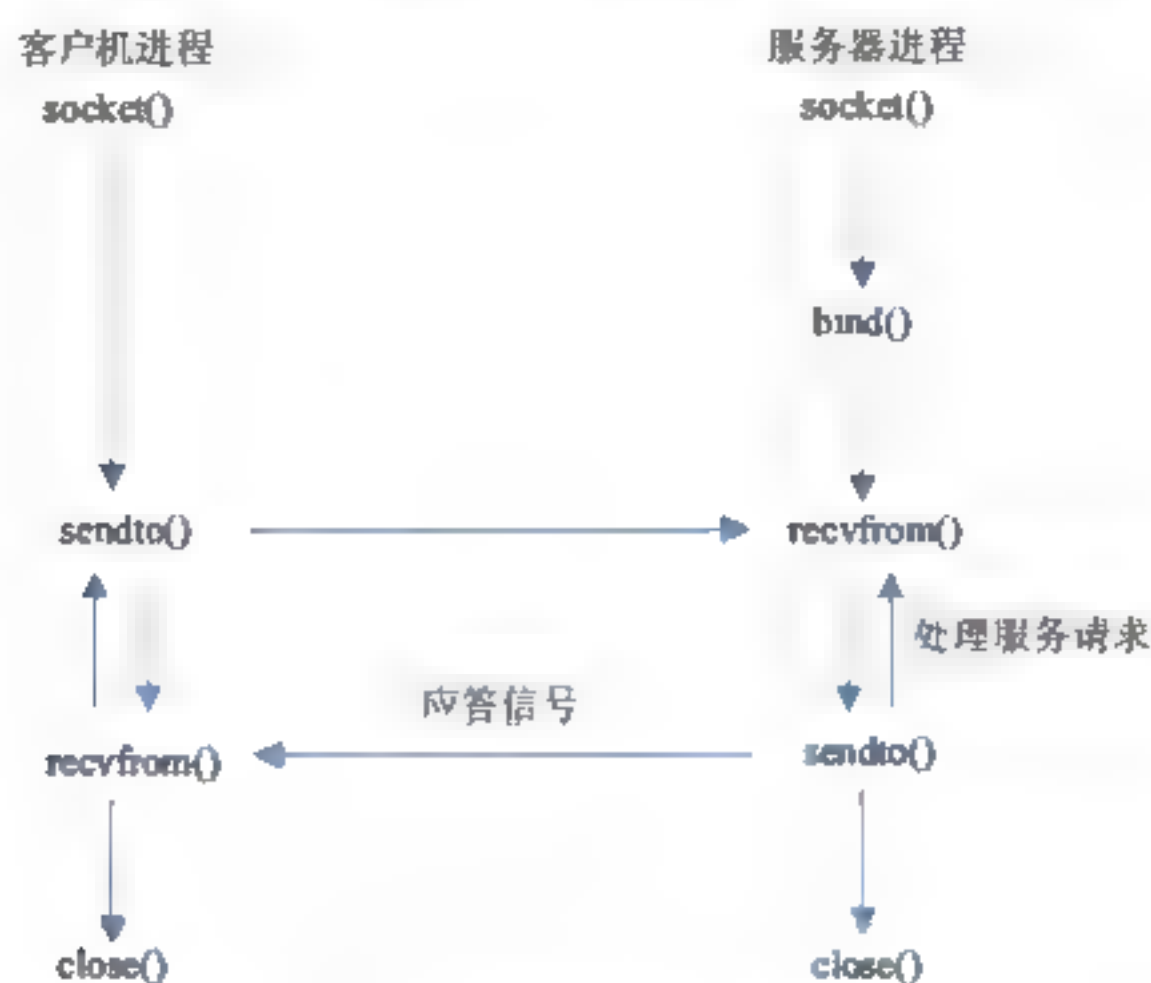 客户机进程
服务器进程
socket()
socket()
bind()
sendto()
recvfrom()
处理服务请求
应答信号
recvfrom()
sendto()
close()
close()